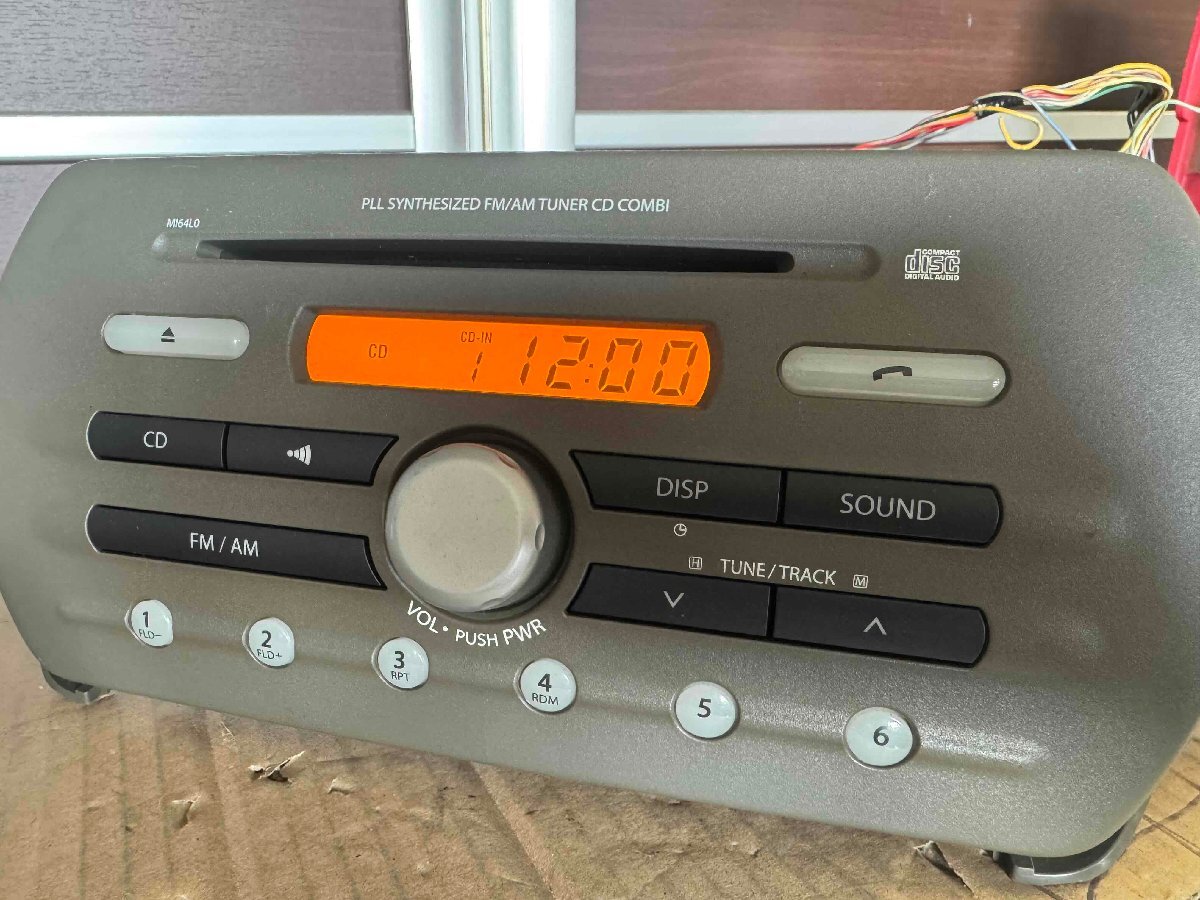 PLL SYNTHESIZED FM/AM TUNER CD COMBI
MI64L0
COMPACT
disc
DIGITAL AUDIO
CD
CD-IN
1
12:00
CD
DISP
SOUND
FM / AM
H TUNE / TRACK M
VOL • PUSH PWR
1
FLD−
2
FLD+
3
RPT
4
RDM
5
6